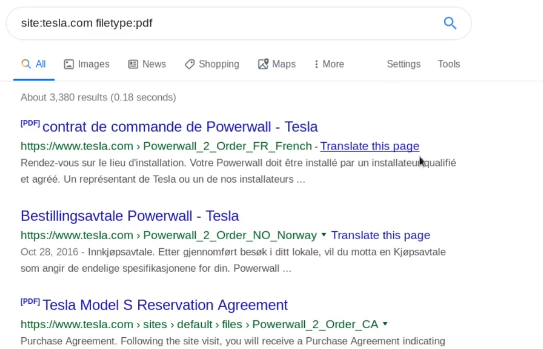 site:tesla.com filetype:pdf
All Images News Shopping Maps More Settings Tools
About 3,380 results (0.18 seconds)
[PDF] contrat de commande de Powerwall - Tesla
https://www.tesla.com › Powerwall_2_Order_FR_French - Translate this page
Rendez-vous sur le lieu d'installation. Votre Powerwall doit être installé par un installateur qualifié
et agréé. Un représentant de Tesla ou un de nos installateurs ...
Bestillingsavtale Powerwall - Tesla
https://www.tesla.com › Powerwall_2_Order_NO_Norway Translate this page
Oct 28, 2016 - Innkjøpsavtale. Etter gjennomført besøk i ditt lokale, vil du motta en Kjøpsavtale
som angir de endelige spesifikasjonene for din. Powerwall ...
[PDF] Tesla Model S Reservation Agreement
https://www.tesla.com › sites › default › files › Powerwall_2_Order_CA
Purchase Agreement. Following the site visit, you will receive a Purchase Agreement indicating